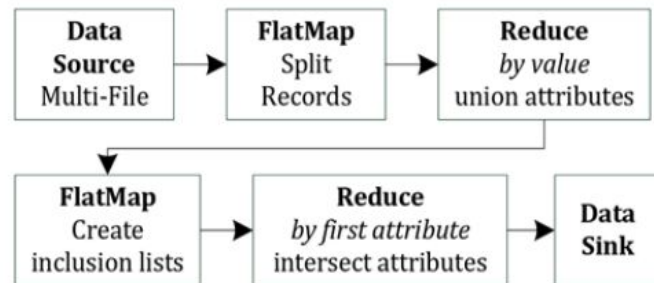 Data
Source
Multi-File
FlatMap
Split
Records
Reduce
by value
union attributes
FlatMap
Create
inclusion lists
Reduce
by first attribute
intersect attributes
Data
Sink